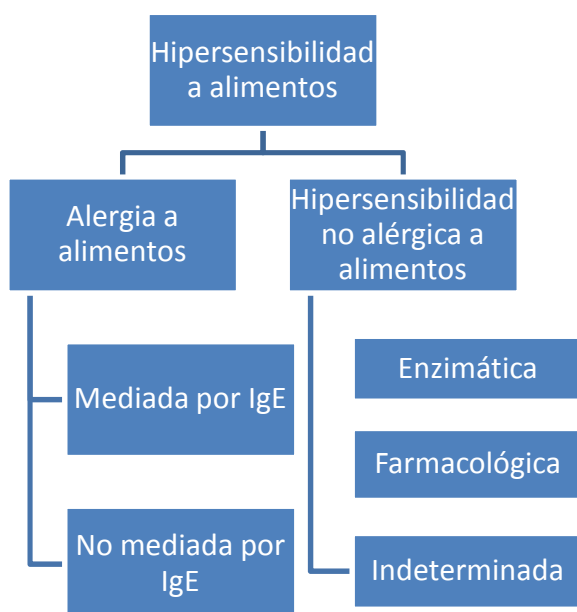 Hipersensibilidad
a alimentos
Alergia a
alimentos
Hipersensibilidad
no alérgica a
alimentos
Mediada por IgE
No mediada por
IgE
Enzimática
Farmacológica
Indeterminada